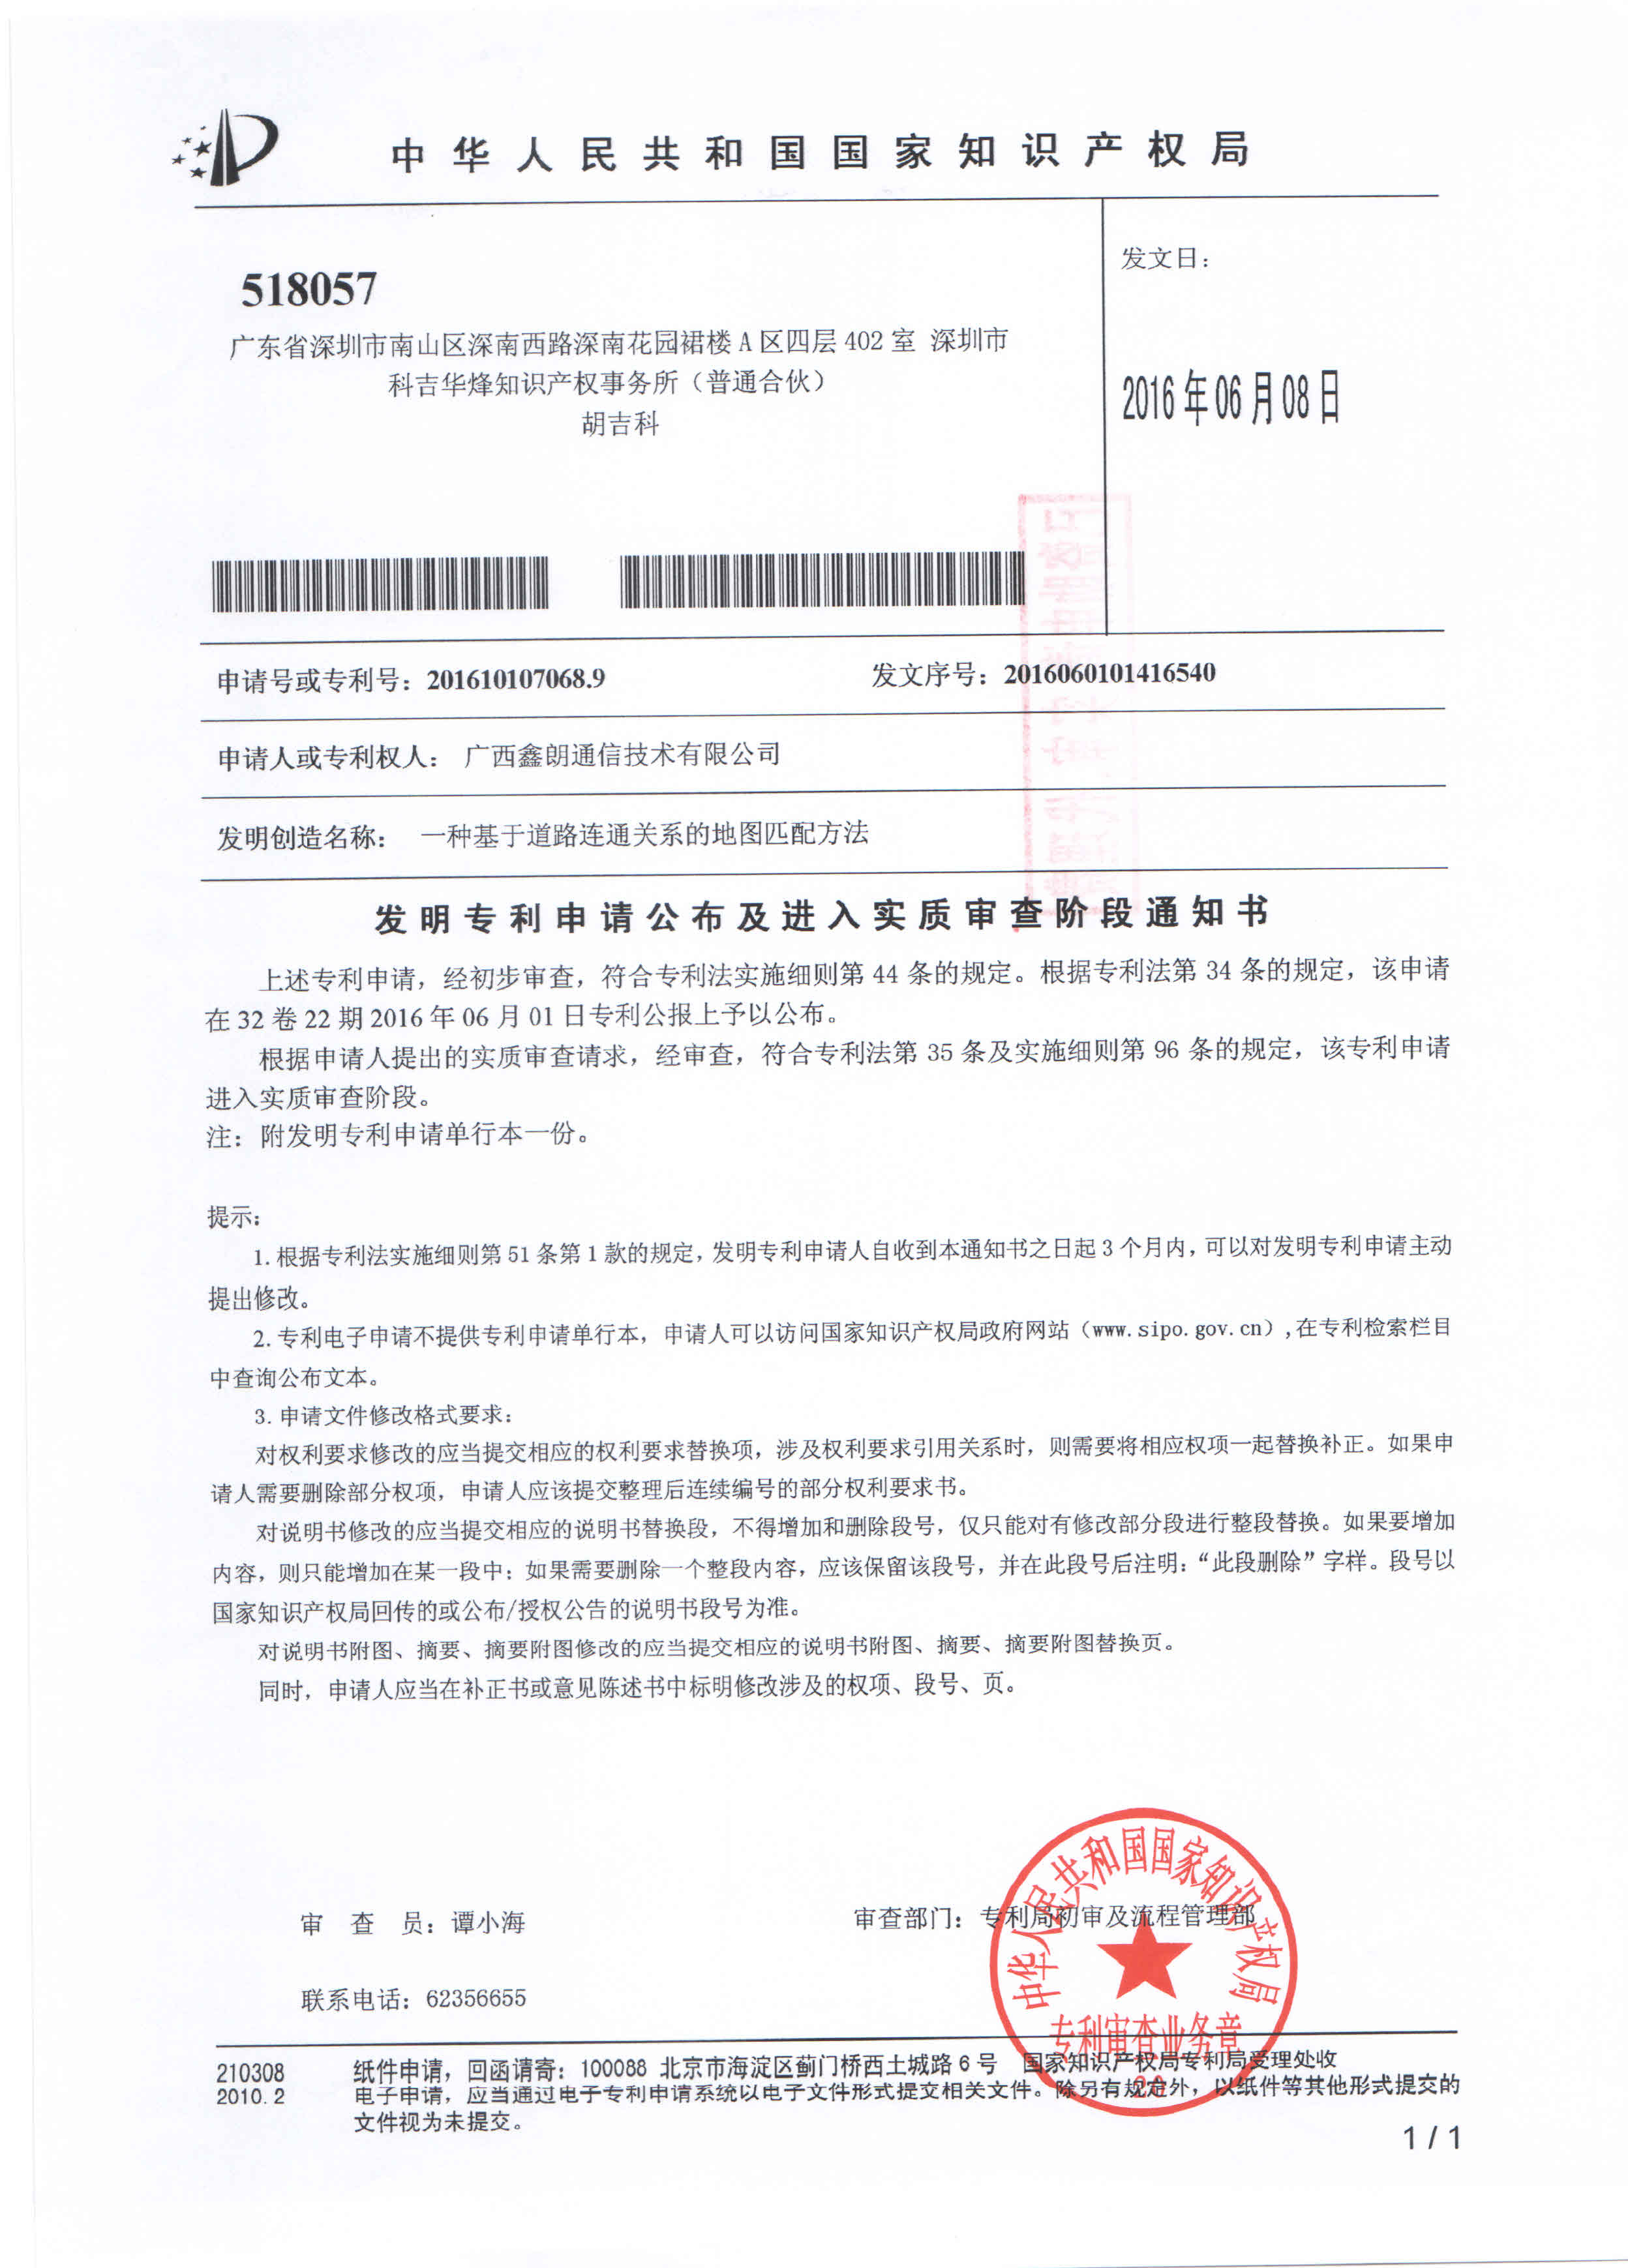 中华人民共和国国家知识产权局
518057
广东省深圳市南山区深南西路深南花园裙楼 A 区四层 402 室 深圳市
科吉华烽知识产权事务所（普通合伙）
胡吉科
发文日：
2016 年 06 月 08 日
申请号或专利号：201610107068.9
发文序号：2016060101416540
申请人或专利权人： 广西鑫朗通信技术有限公司
发明创造名称： 一种基于道路连通关系的地图匹配方法
发明专利申请公布及进入实质审查阶段通知书
上述专利申请，经初步审查，符合专利法实施细则第 44 条的规定。根据专利法第 34 条的规定，该申请
在 32 卷 22 期 2016 年 06 月 01 日专利公报上予以公布。
根据申请人提出的实质审查请求，经审查，符合专利法第 35 条及实施细则第 96 条的规定，该专利申请
进入实质审查阶段。
注：附发明专利申请单行本一份。
提示：
1. 根据专利法实施细则第 51 条第 1 款的规定，发明专利申请人自收到本通知书之日起 3 个月内，可以对发明专利申请主动
提出修改。
2. 专利电子申请不提供专利申请单行本，申请人可以访问国家知识产权局政府网站（www.sipo.gov.cn）,在专利检索栏目
中查询公布文本。
3. 申请文件修改格式要求：
对权利要求修改的应当提交相应的权利要求替换项，涉及权利要求引用关系时，则需要将相应权项一起替换补正。如果申
请人需要删除部分权项，申请人应该提交整理后连续编号的部分权利要求书。
对说明书修改的应当提交相应的说明书替换段，不得增加和删除段号，仅只能对有修改部分段进行整段替换。如果要增加
内容，则只能增加在某一段中；如果需要删除一个整段内容，应该保留该段号，并在此段号后注明：“此段删除”字样。段号以
国家知识产权局回传的或公布/授权公告的说明书段号为准。
对说明书附图、摘要、摘要附图修改的应当提交相应的说明书附图、摘要、摘要附图替换页。
同时，申请人应当在补正书或意见陈述书中标明修改涉及的权项、段号、页。
审 查 员：谭小海
审查部门：专利局初审及流程管理部
联系电话：62356655
中华人民共和国国家知识产权局
专利审查业务章
210308
2010.2
纸件申请，回函请寄：100088 北京市海淀区蓟门桥西土城路 6 号 国家知识产权局专利局受理处收
电子申请，应当通过电子专利申请系统以电子文件形式提交相关文件。除另有规定外，以纸件等其他形式提交的
文件视为未提交。
1 / 1